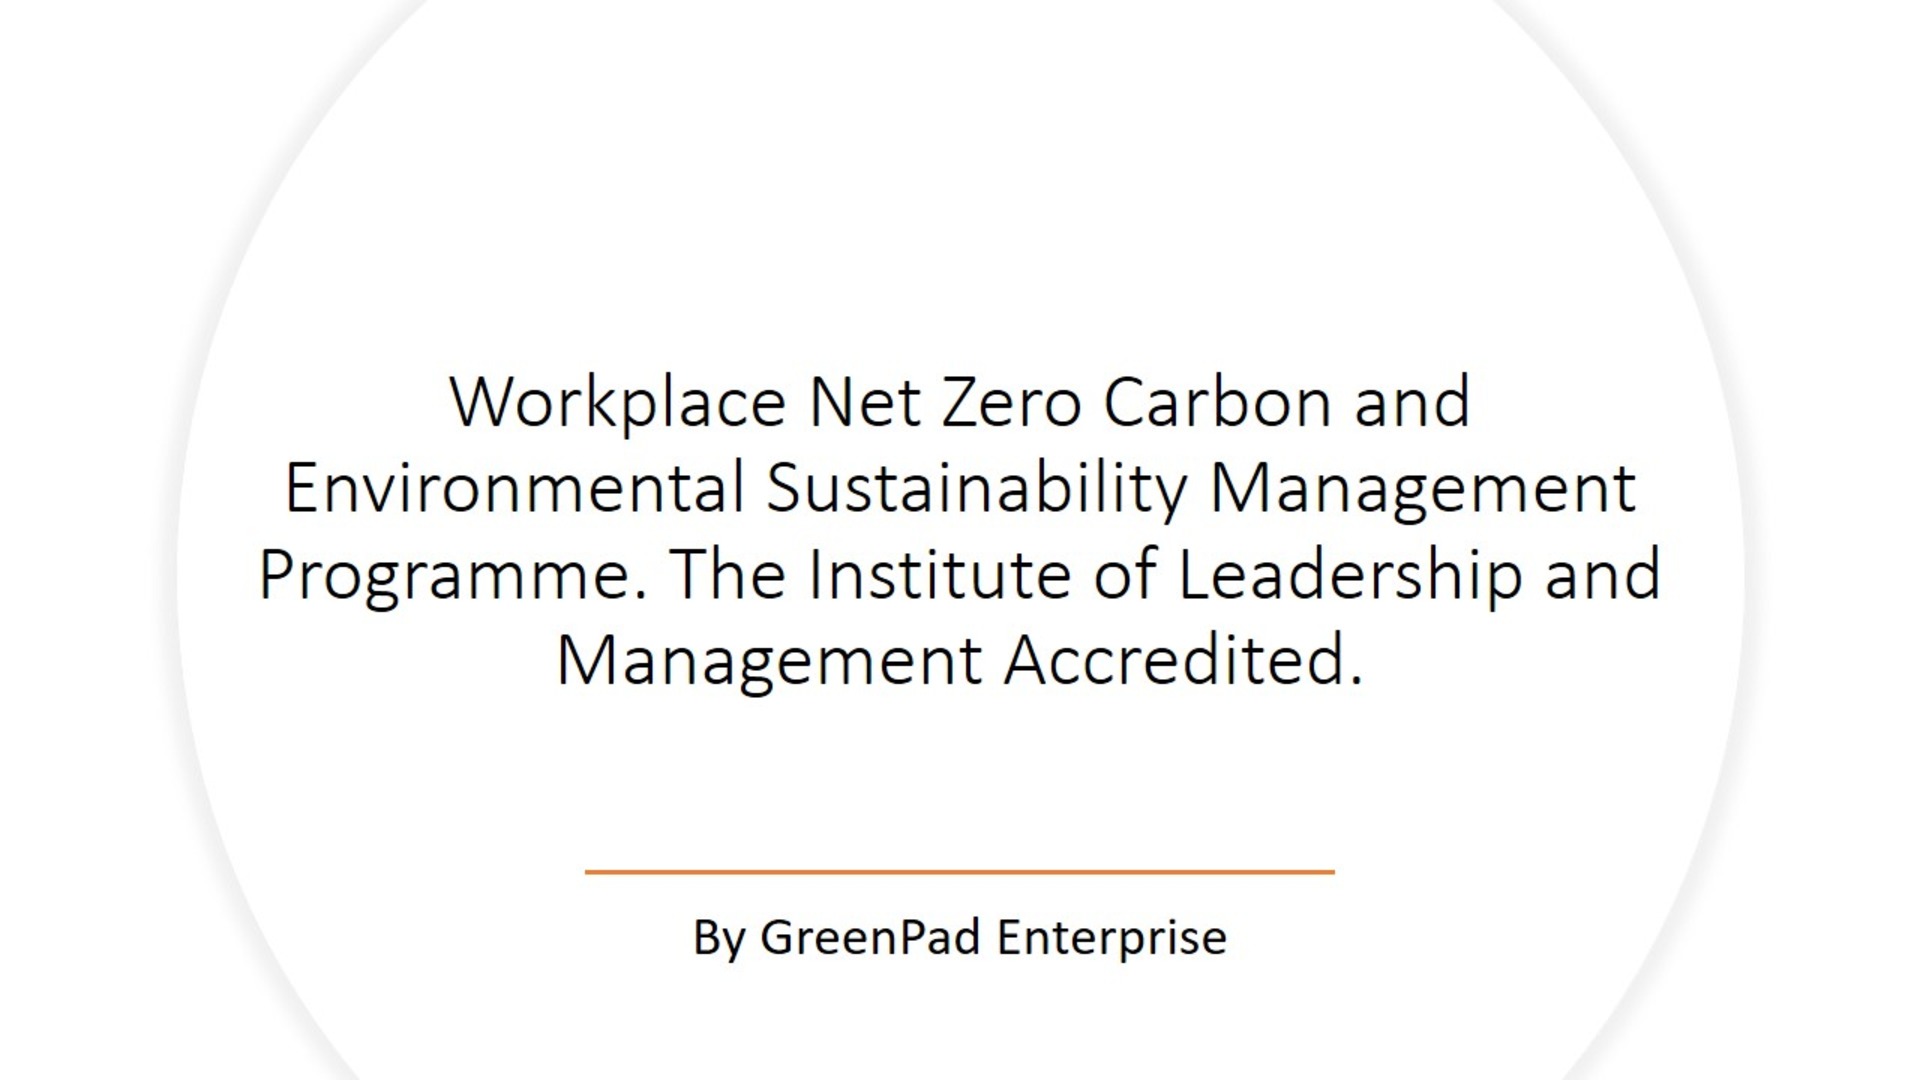 Workplace Net Zero Carbon and
Environmental Sustainability Management
Programme. The Institute of Leadership and
Management Accredited.
By GreenPad Enterprise